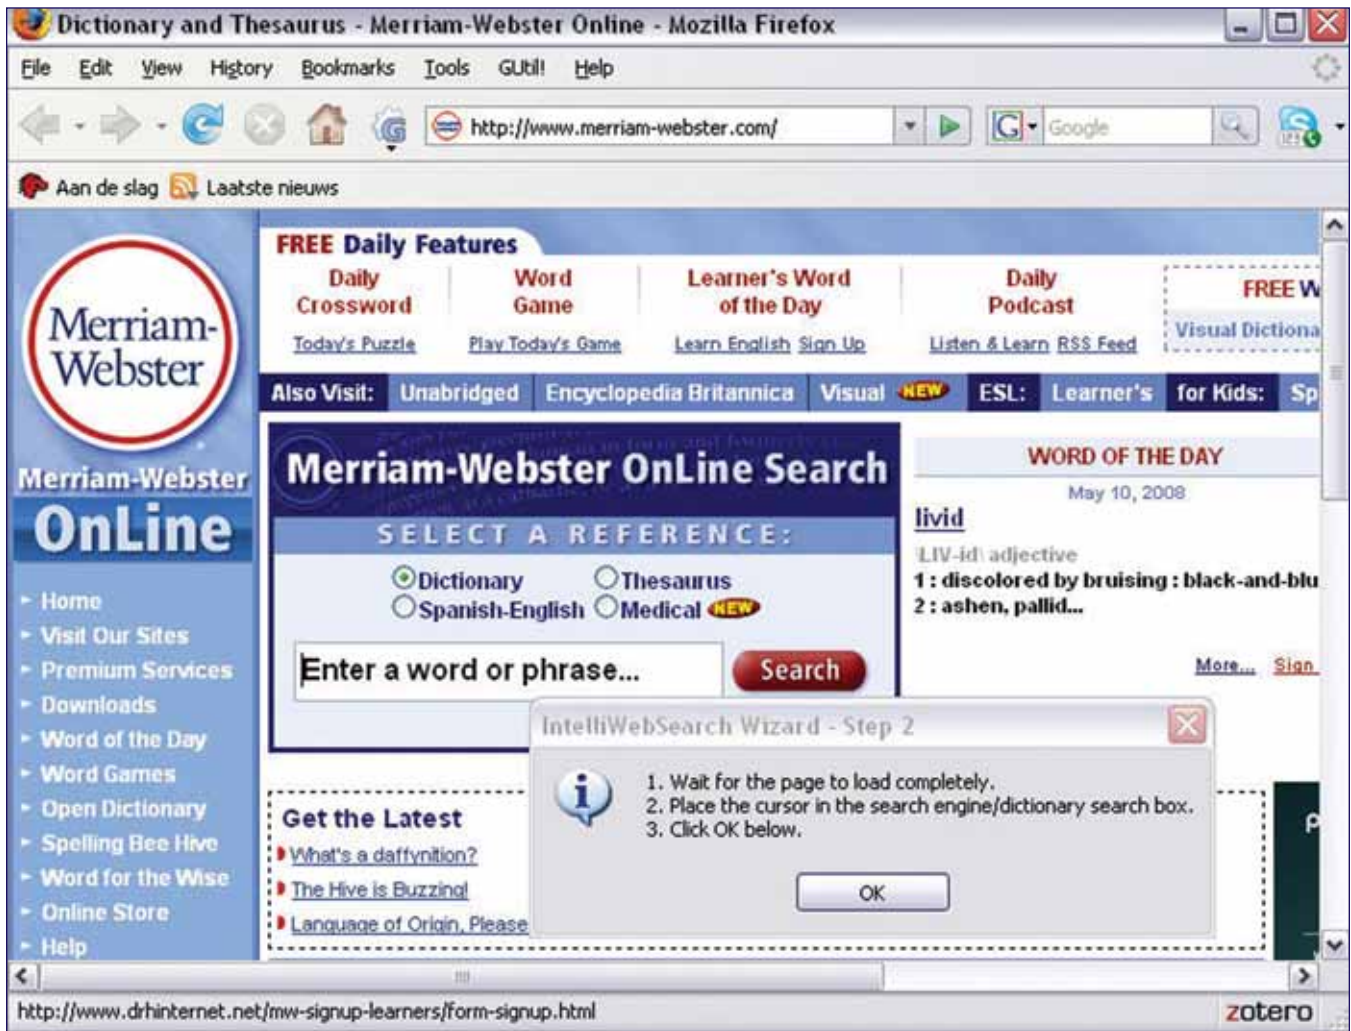 Dictionary and Thesaurus - Merriam-Webster Online - Mozilla Firefox
File Edit View History Bookmarks Tools GUtil! Help
http://www.merriam-webster.com/ G Google
Aan de slag Laatste nieuws
FREE Daily Features
Daily Crossword
Today's Puzzle
Word Game
Play Today's Game
Learner's Word of the Day
Learn English Sign Up
Daily Podcast
Listen & Learn RSS Feed
FREE W
Visual Dictiona
Also Visit: Unabridged Encyclopedia Britannica Visual NEW ESL: Learner's for Kids: Sp
Merriam-
Webster
Merriam-Webster
OnLine
Home
Visit Our Sites
Premium Services
Downloads
Word of the Day
Word Games
Open Dictionary
Spelling Bee Hive
Word for the Wise
Online Store
Help
Merriam-Webster OnLine Search
SELECT A REFERENCE:
Dictionary Thesaurus
Spanish-English Medical NEW
Enter a word or phrase... Search
WORD OF THE DAY
May 10, 2008
livid
\LIV-id\ adjective
1 : discolored by bruising : black-and-blu
2 : ashen, pallid...
More... Sign
IntelliWebSearch Wizard - Step 2
1. Wait for the page to load completely.
2. Place the cursor in the search engine/dictionary search box.
3. Click OK below.
OK
Get the Latest
What's a daffynition?
The Hive is Buzzing!
Language of Origin, Please
http://www.drhinternet.net/mw-signup-learners/form-signup.html zotero